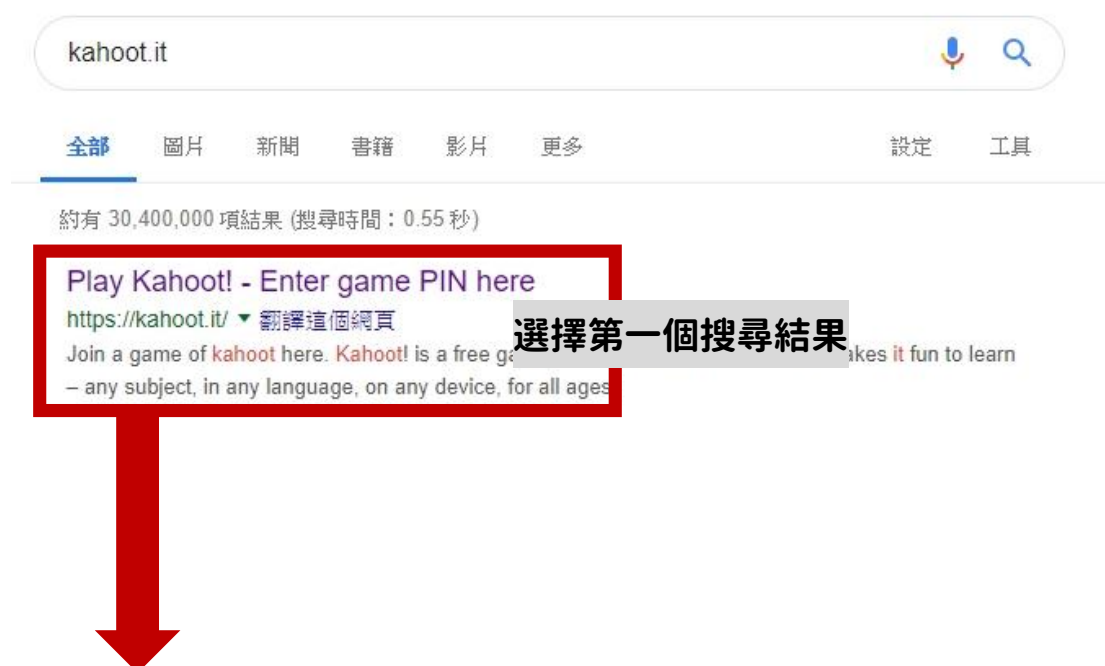 kahoot.it
全部 圖片 新聞 書籍 影片 更多 設定 工具
約有 30,400,000 項結果 (搜尋時間：0.55 秒)
Play Kahoot! - Enter game PIN here
https://kahoot.it/ ▼ 翻譯這個網頁
選擇第一個搜尋結果
Join a game of kahoot here. Kahoot! is a free it fun to learn
– any subject, in any language, on any device, for all ages